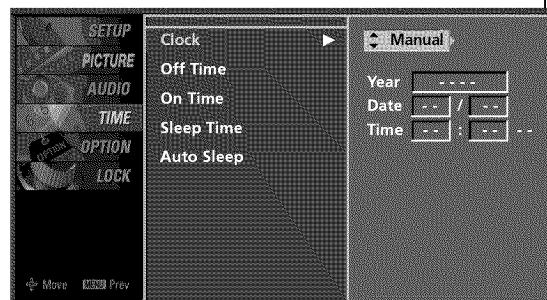 SETUP
PICTURE
AUDIO
TIME
OPTION
OPTION
LOCK
Move MENU Prev
Clock
Off Time
On Time
Sleep Time
Auto Sleep
Manual
Year - - - -
Date - - / - -
Time - - : - - - -